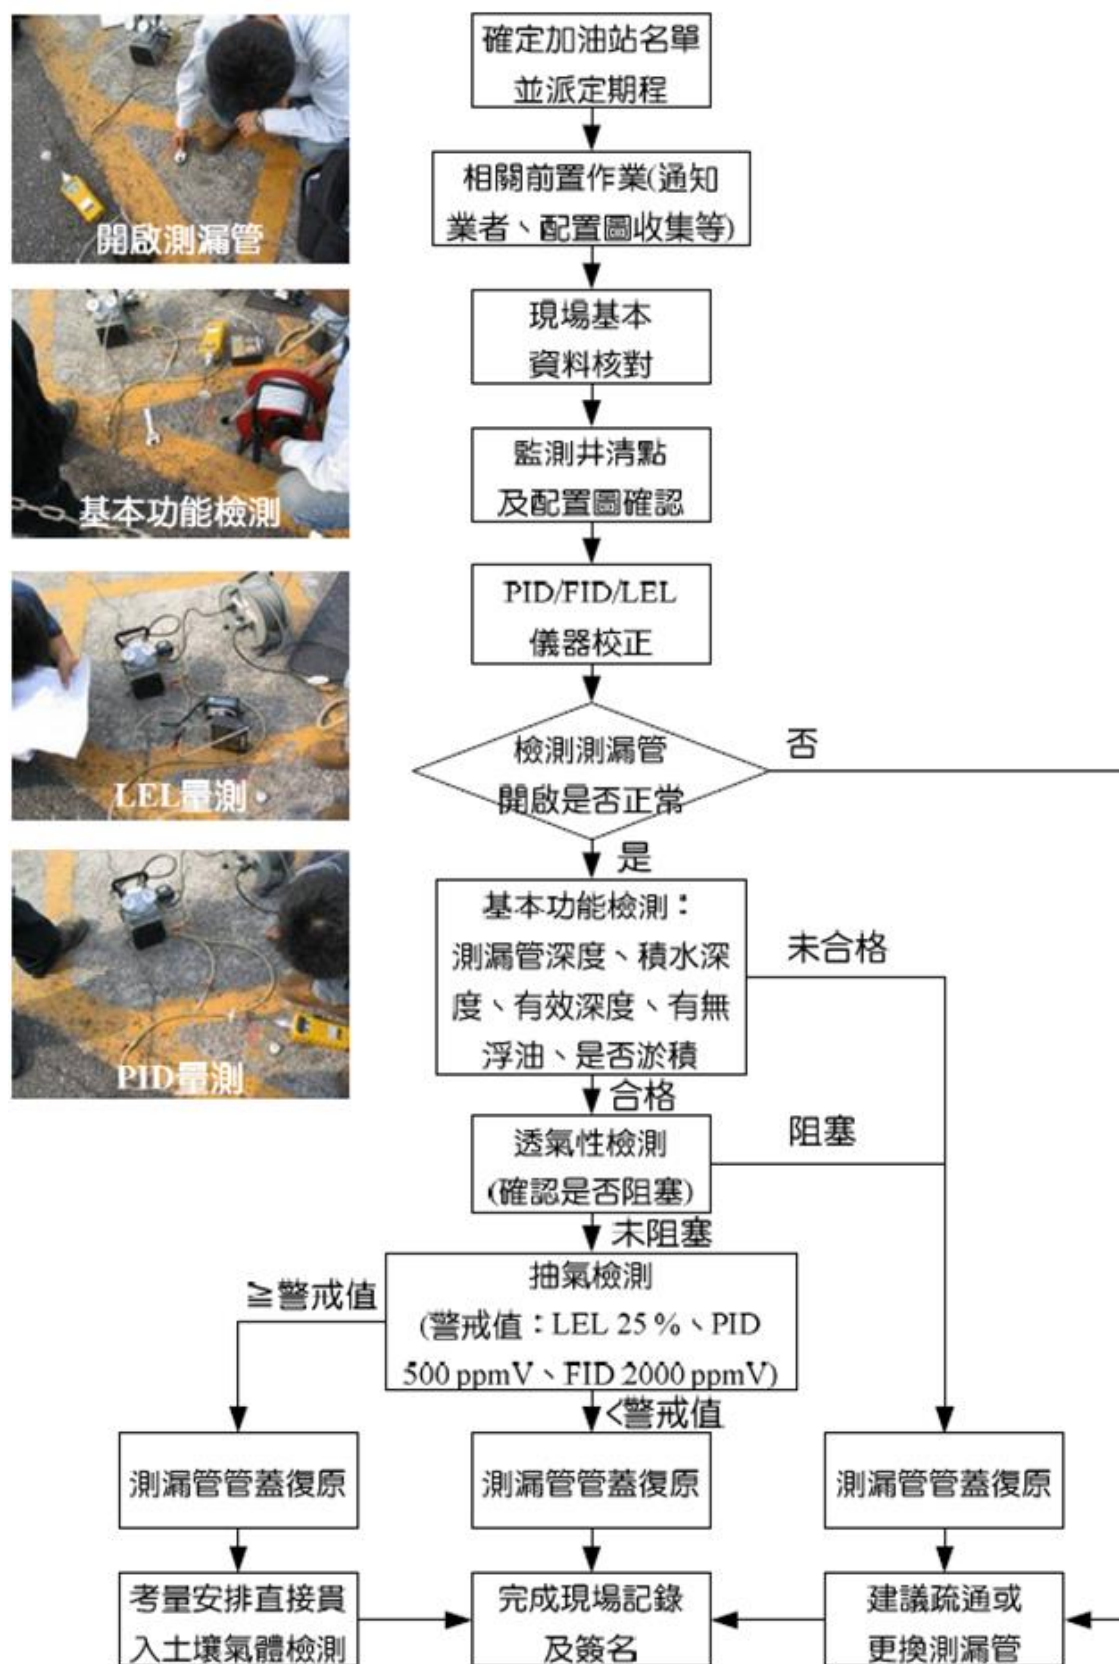 開啟測漏管
基本功能檢測
LEL量測
PID量測
確定加油站名單
並派定期程
相關前置作業(通知
業者、配置圖收集等)
現場基本
資料核對
監測井清點
及配置圖確認
PID/FID/LEL
儀器校正
檢測測漏管
開啟是否正常
否
是
基本功能檢測：
測漏管深度、積水深
度、有效深度、有無
浮油、是否淤積
未合格
合格
透氣性檢測
(確認是否阻塞)
阻塞
未阻塞
抽氣檢測
(警戒值：LEL 25 %、PID
500 ppmV、FID 2000 ppmV)
≧警戒值
<警戒值
測漏管管蓋復原
測漏管管蓋復原
測漏管管蓋復原
考量安排直接貫
入土壤氣體檢測
完成現場記錄
及簽名
建議疏通或
更換測漏管